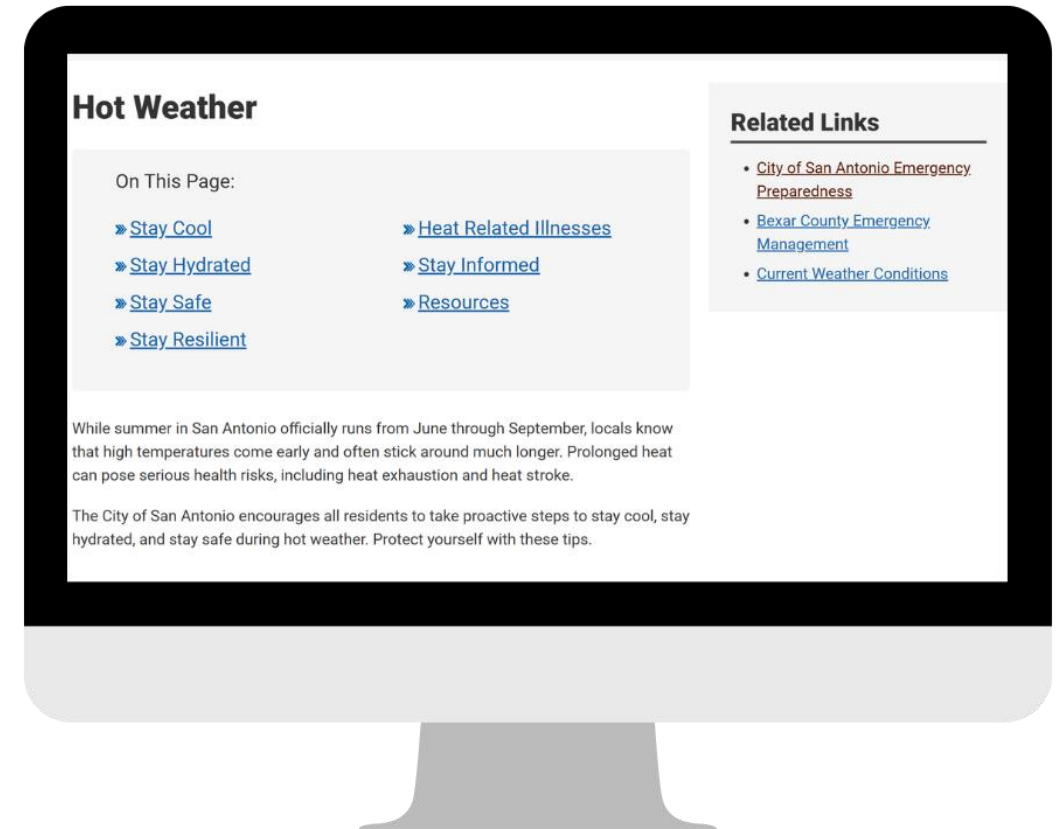 Hot Weather
On This Page:
Stay Cool
Stay Hydrated
Stay Safe
Stay Resilient
Heat Related Illnesses
Stay Informed
Resources
While summer in San Antonio officially runs from June through September, locals know
that high temperatures come early and often stick around much longer. Prolonged heat
can pose serious health risks, including heat exhaustion and heat stroke.
The City of San Antonio encourages all residents to take proactive steps to stay cool, stay
hydrated, and stay safe during hot weather. Protect yourself with these tips.
Related Links
City of San Antonio Emergency
Preparedness
Bexar County Emergency
Management
Current Weather Conditions